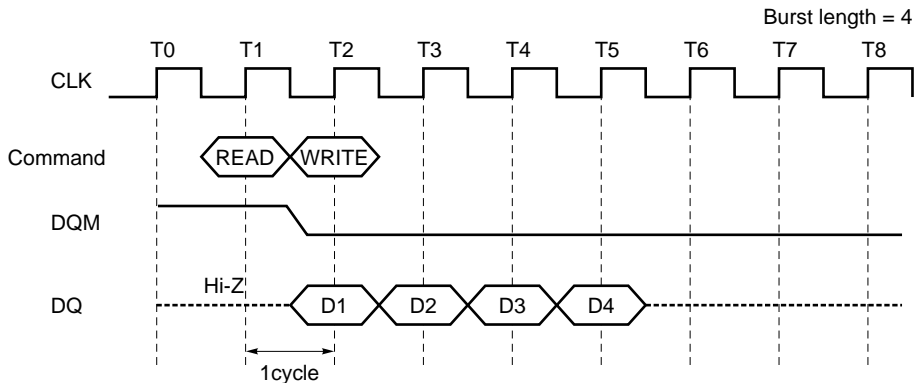 Burst length = 4
T0 T1 T2 T3 T4 T5 T6 T7 T8
CLK
Command READ WRITE
DQM
Hi-Z
DQ D1 D2 D3 D4
1cycle